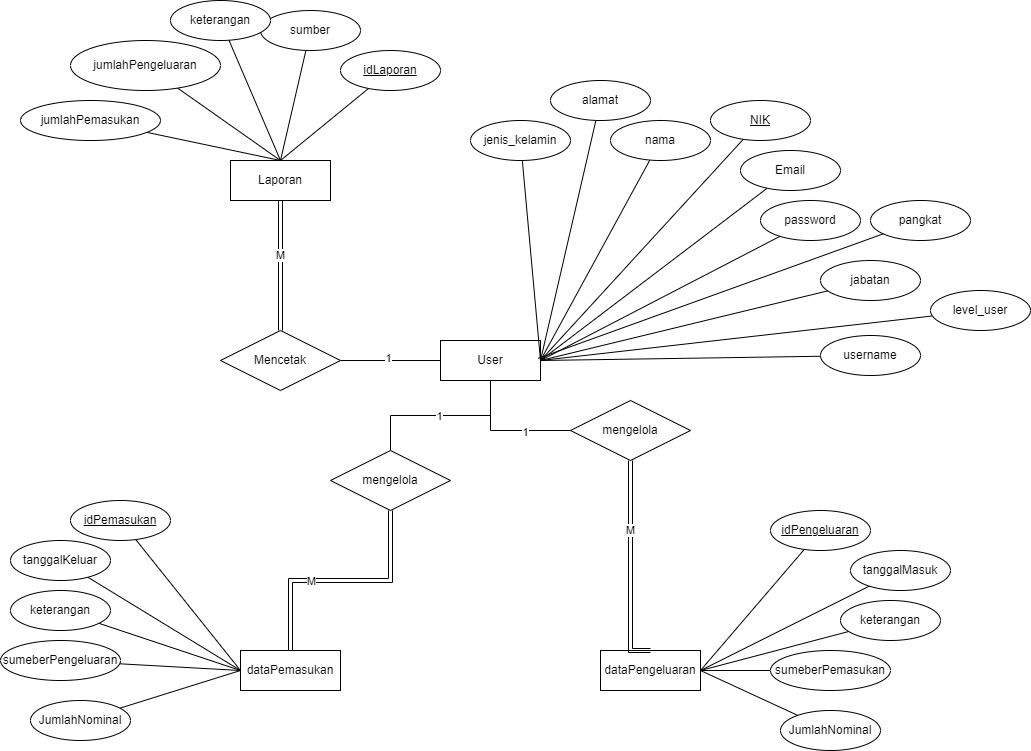 keterangan
sumber
jumlahPengeluaran
idLaporan
jumlahPemasukan
Laporan
alamat
jenis_kelamin
nama
NIK
Email
password
pangkat
jabatan
level_user
username
M
Mencetak
1
User
1
1
mengelola
mengelola
M
M
idPemasukan
tanggalKeluar
keterangan
sumeberPengeluaran
JumlahNominal
dataPemasukan
idPengeluaran
tanggalMasuk
keterangan
sumeberPemasukan
JumlahNominal
dataPengeluaran